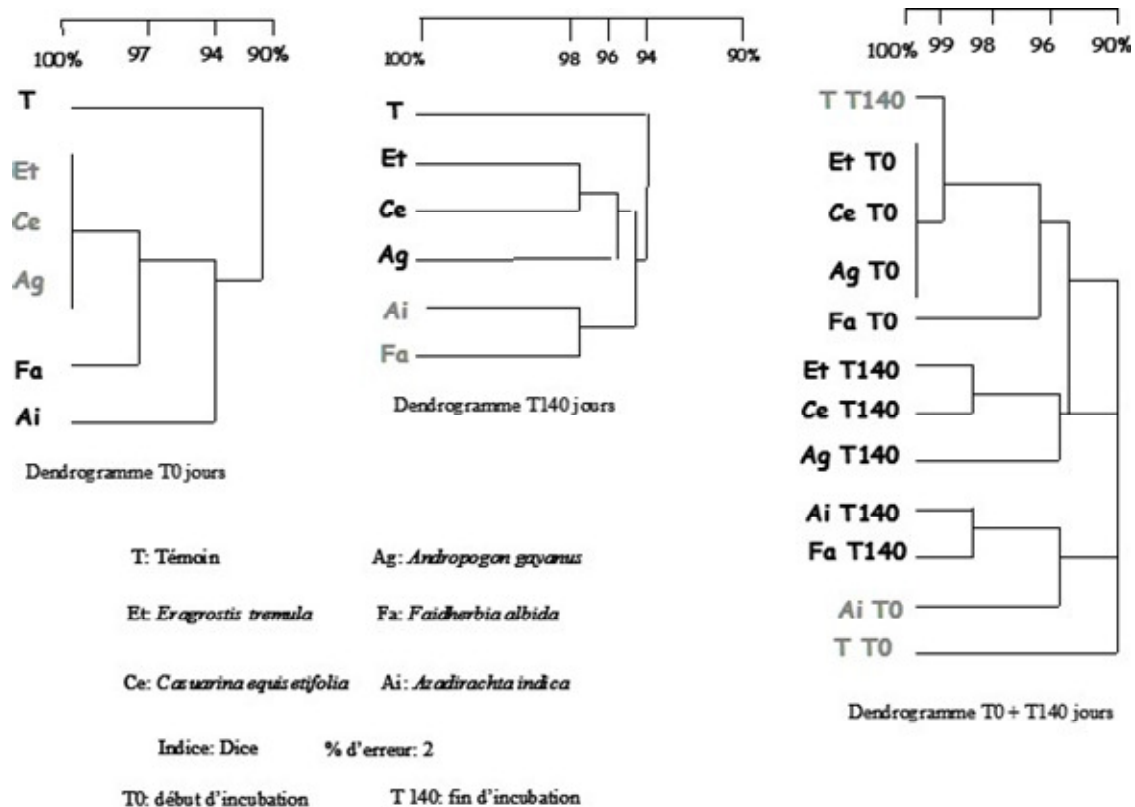 100% 97 94 90%
T
Et
Ce
Ag
Fa
Ai
Dendrogramme T0 jours
100% 98 96 94 90%
T
Et
Ce
Ag
Ai
Fa
Dendrogramme T140 jours
100% 99 98 96 90%
T T140
Et T0
Ce T0
Ag T0
Fa T0
Et T140
Ce T140
Ag T140
Ai T140
Fa T140
Ai T0
T T0
Dendrogramme T0 + T140 jours
T: Témoin Ag: Andropogon gayanus
Et: Eragrostis tremula Fa: Faidherbia albida
Ce: Casuarina equisetifolia Ai: Azadirachta indica
Indice: Dice % d'erreur: 2
T0: début d'incubation T 140: fin d'incubation